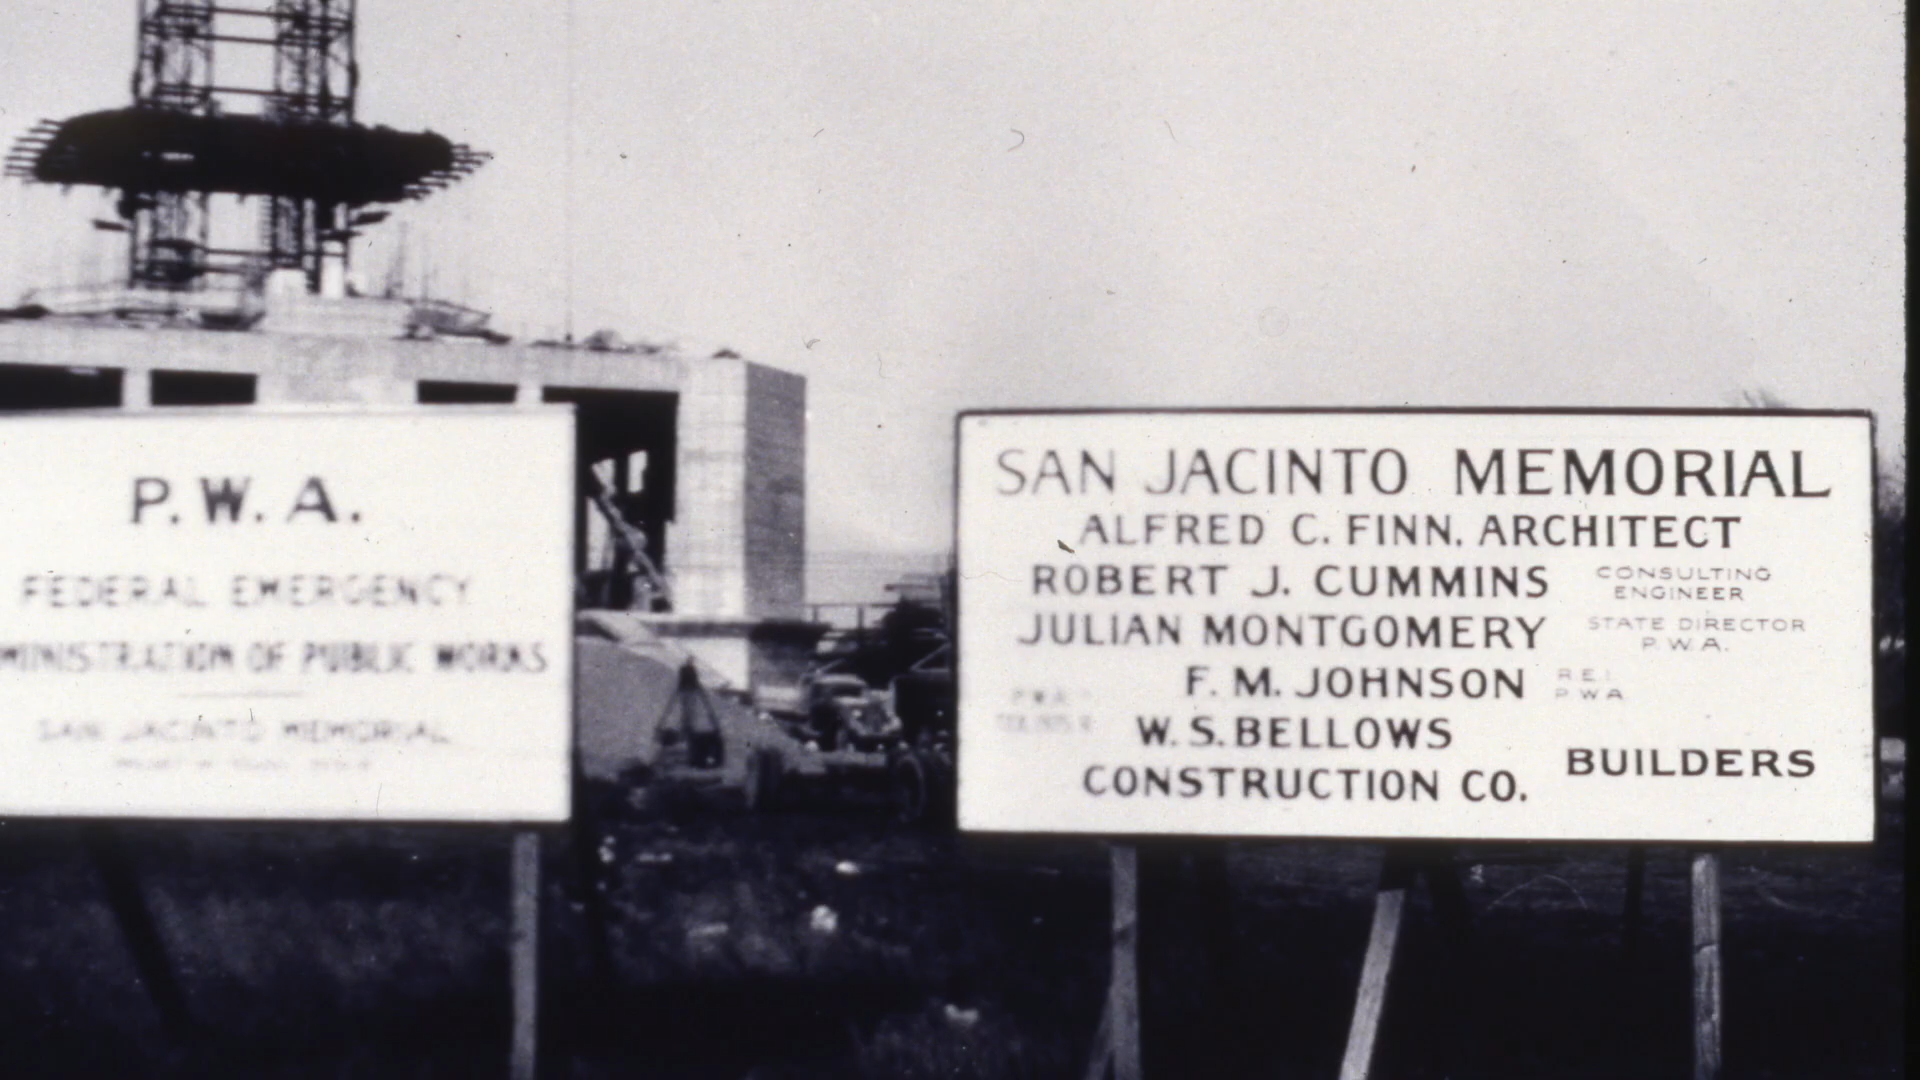 P.W.A.
FEDERAL EMERGENCY
MINISTRATION OF PUBLIC WORKS
SAN JACINTO MEMORIAL
SAN JACINTO MEMORIAL
ALFRED C. FINN, ARCHITECT
ROBERT J. CUMMINS CONSULTING ENGINEER
JULIAN MONTGOMERY STATE DIRECTOR P.W.A.
F. M. JOHNSON R.E.I. P.W.A.
W. S. BELLOWS
CONSTRUCTION CO. BUILDERS